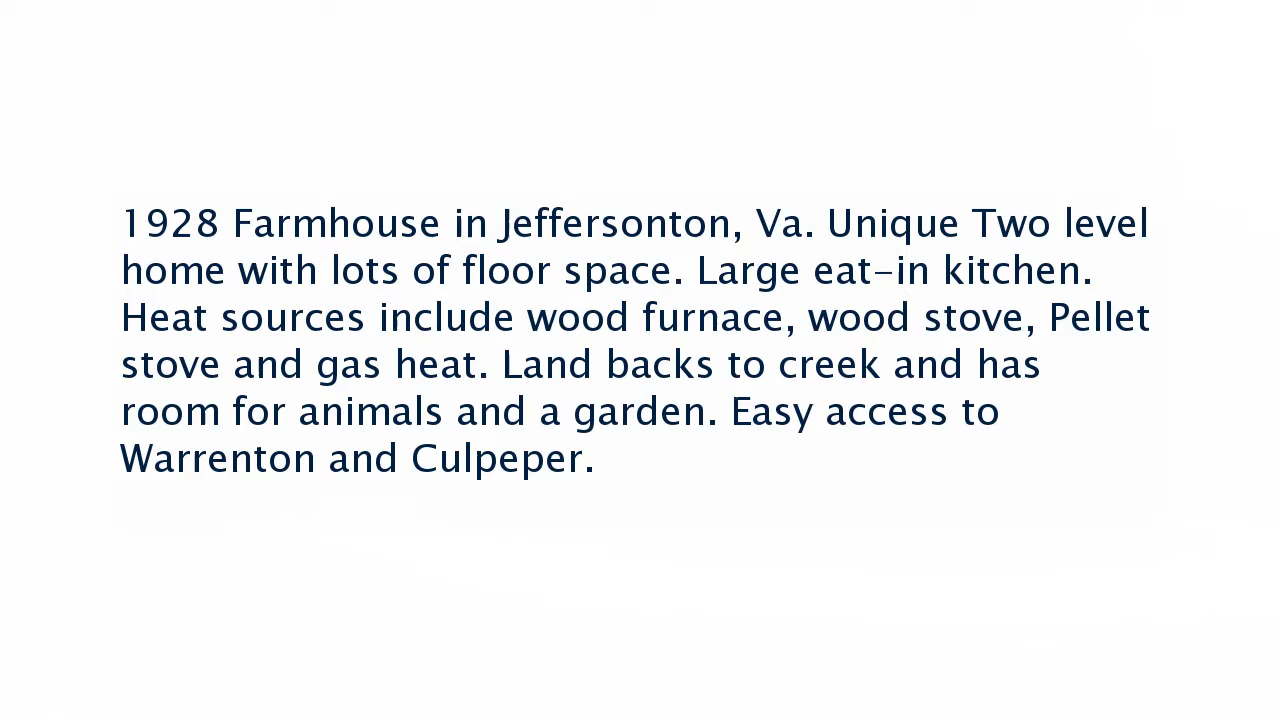 1928 Farmhouse in Jeffersonton, Va. Unique Two level
home with lots of floor space. Large eat-in kitchen.
Heat sources include wood furnace, wood stove, Pellet
stove and gas heat. Land backs to creek and has
room for animals and a garden. Easy access to
Warrenton and Culpeper.